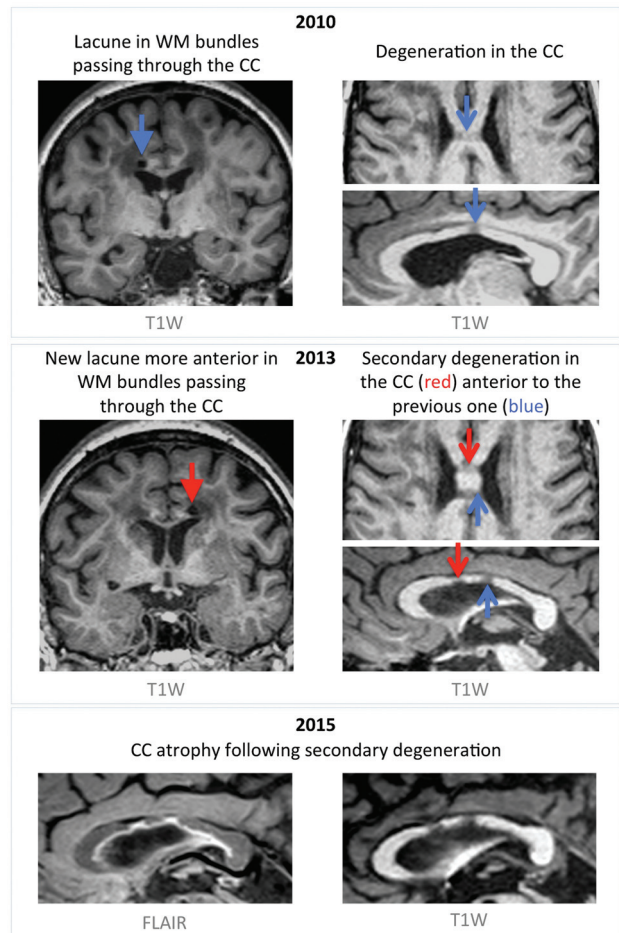 2010
Lacune in WM bundles
passing through the CC
Degeneration in the CC
T1W
T1W
2013
New lacune more anterior in
WM bundles passing
through the CC
Secondary degeneration in
the CC (red) anterior to the
previous one (blue)
T1W
T1W
2015
CC atrophy following secondary degeneration
FLAIR
T1W